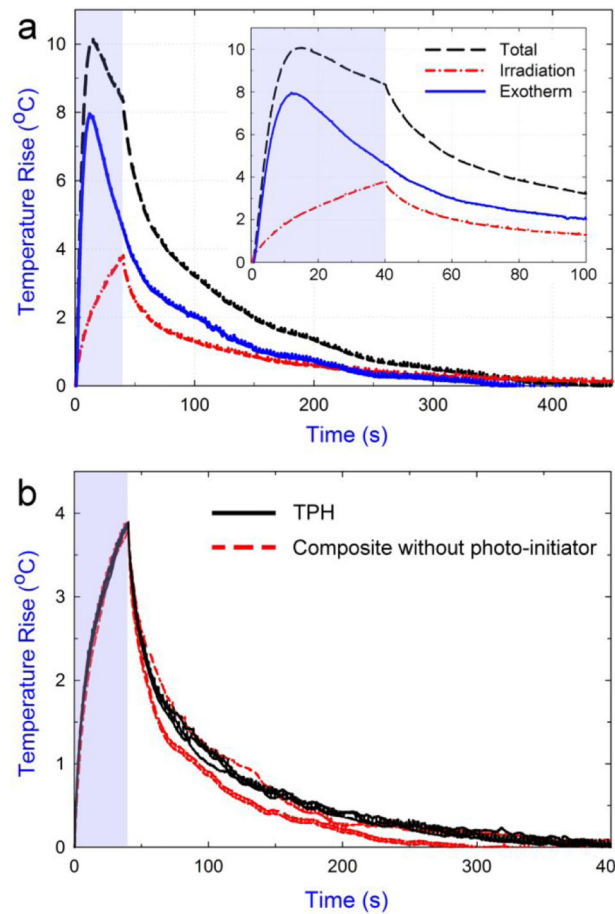 a
10
8
6
4
2
0
Temperature Rise (°C)
0 100 200 300 400
Time (s)
10
8
6
4
2
0
0 20 40 60 80 100
Total
Irradiation
Exotherm
b
4
3
2
1
0
Temperature Rise (°C)
0 100 200 300 40
Time (s)
TPH
Composite without photo-initiator